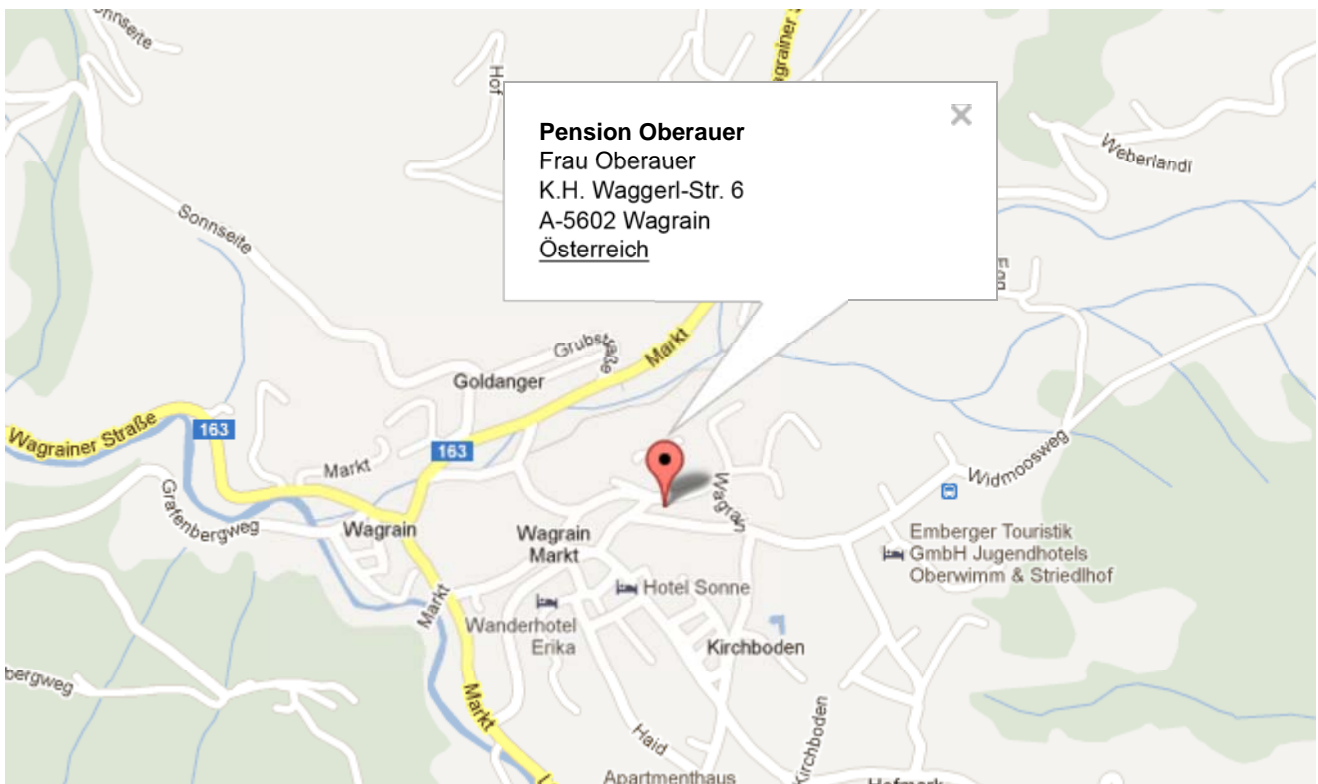 Sonnseite
Hof
Wagrainer S
Pension Oberauer
Frau Oberauer
K.H. Waggerl-Str. 6
A-5602 Wagrain
Österreich
Weberlandl
Sonnseite
Egg
Grubstraße
Markt
Goldanger
Wagrainer Straße
163
163
Markt
Widmoosweg
Wagrain
Grafenbergweg
Wagrain
Wagrain
Markt
Emberger Touristik
GmbH Jugendhotels
Oberwimm & Striedlhof
Hotel Sonne
Markt
Wanderhotel
Erika
Kirchboden
bergweg
Markt
Haid
Kirchboden
Apartmenthaus
Hofmark